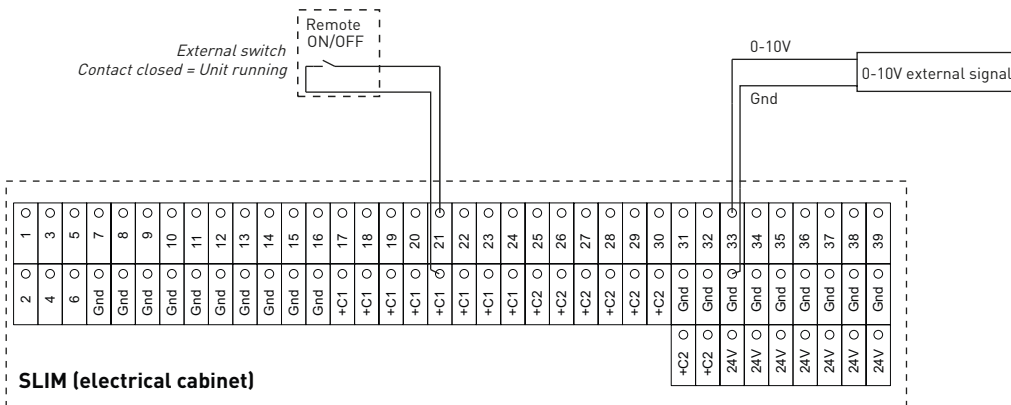 Remote
ON/OFF
External switch
Contact closed = Unit running
0-10V
0-10V external signal
Gnd
1 3 5 7 8 9 10 11 12 13 14 15 16 17 18 19 20 21 22 23 24 25 26 27 28 29 30 31 32 33 34 35 36 37 38 39
2 4 6 Gnd Gnd Gnd Gnd Gnd Gnd Gnd Gnd Gnd Gnd +C1 +C1 +C1 +C1 +C1 +C1 +C1 +C1 +C2 +C2 +C2 +C2 +C2 +C2 Gnd Gnd Gnd Gnd Gnd Gnd Gnd Gnd Gnd
+C2 +C2 24V 24V 24V 24V 24V 24V 24V
SLIM (electrical cabinet)